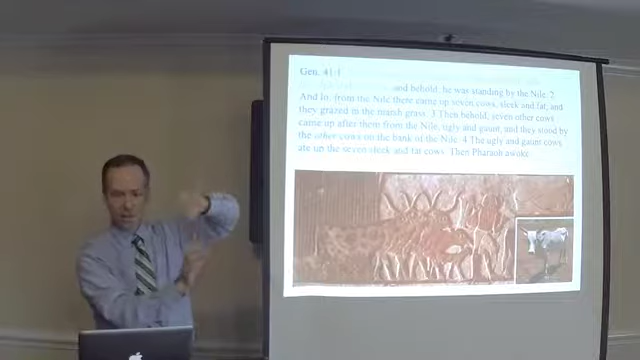 Gen. 41:1
and behold, he was standing by the Nile. 2
And lo, from the Nile there came up seven cows, sleek and fat; and
they grazed in the marsh grass. 3 Then behold, seven other cows
came up after them from the Nile, ugly and gaunt, and they stood by
the other cows on the bank of the Nile. 4 The ugly and gaunt cows
ate up the seven sleek and fat cows. Then Pharaoh awoke.